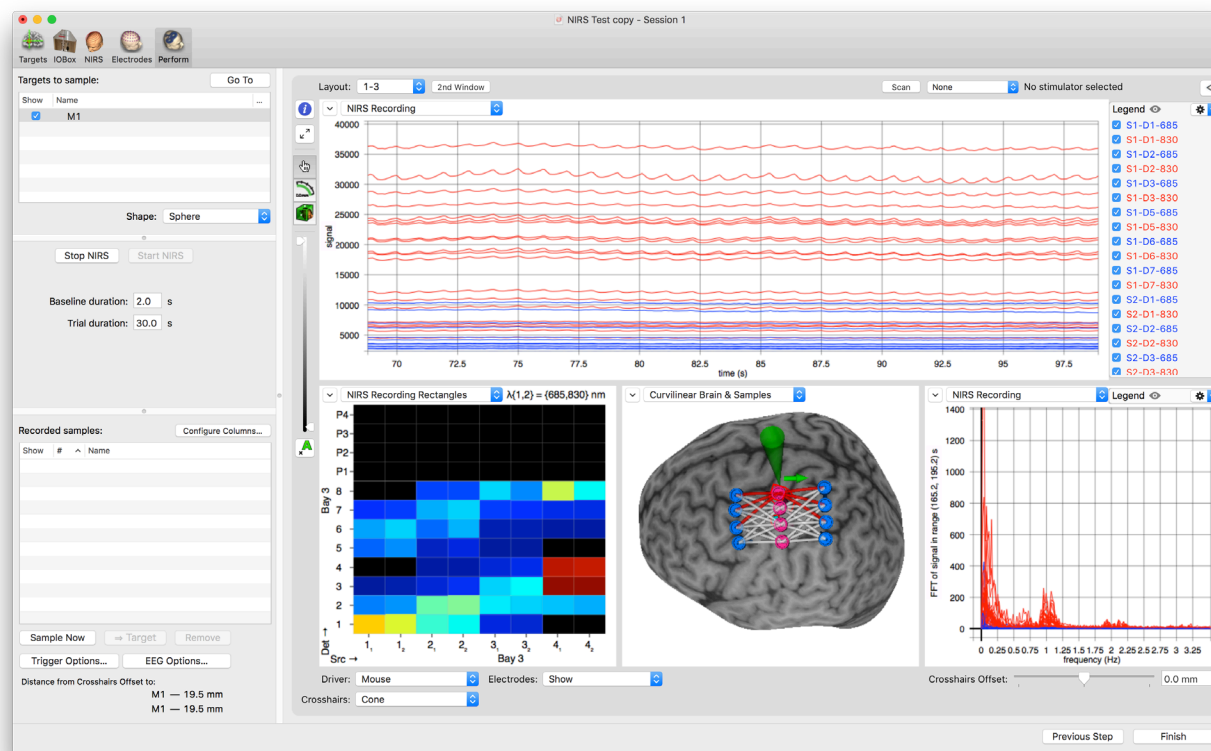 NIRS Test copy - Session 1
Targets IOBox NIRS Electrodes Perform
Targets to sample: Go To
Show Name ...
M1
Shape: Sphere
Stop NIRS Start NIRS
Baseline duration: 2.0 s
Trial duration: 30.0 s
Recorded samples: Configure Columns...
Show # Name
Sample Now ⇒ Target Remove
Trigger Options... EEG Options...
Distance from Crosshairs Offset to:
M1 — 19.5 mm
M1 — 19.5 mm
Layout: 1-3 2nd Window Scan None No stimulator selected
NIRS Recording
40000
35000
30000
25000
20000
15000
10000
5000
signal
70 72.5 75 77.5 80 82.5 85 87.5 90 92.5 95 97.5
time (s)
Legend
S1-D1-685
S1-D1-830
S1-D2-685
S1-D2-830
S1-D3-685
S1-D3-830
S1-D5-685
S1-D5-830
S1-D6-685
S1-D6-830
S1-D7-685
S1-D7-830
S2-D1-685
S2-D1-830
S2-D2-685
S2-D2-830
S2-D3-685
S2-D3-830
NIRS Recording Rectangles λ{1,2} = {685,830} nm
P4
P3
P2
P1
8
7
6
5
4
3
2
1
Bay 3
Det →
1₁ 1₂ 2₁ 2₂ 3₁ 3₂ 4₁ 4₂
Src → Bay 3
Curvilinear Brain & Samples
NIRS Recording Legend
1400
1200
1000
800
600
400
200
0
FFT of signal in range (165.2, 195.2) s
0 0.25 0.5 0.75 1 1.25 1.5 1.75 2 2.25 2.5 2.75 3 3.25
frequency (Hz)
Driver: Mouse Electrodes: Show
Crosshairs: Cone
Crosshairs Offset: 0.0 mm
Previous Step Finish